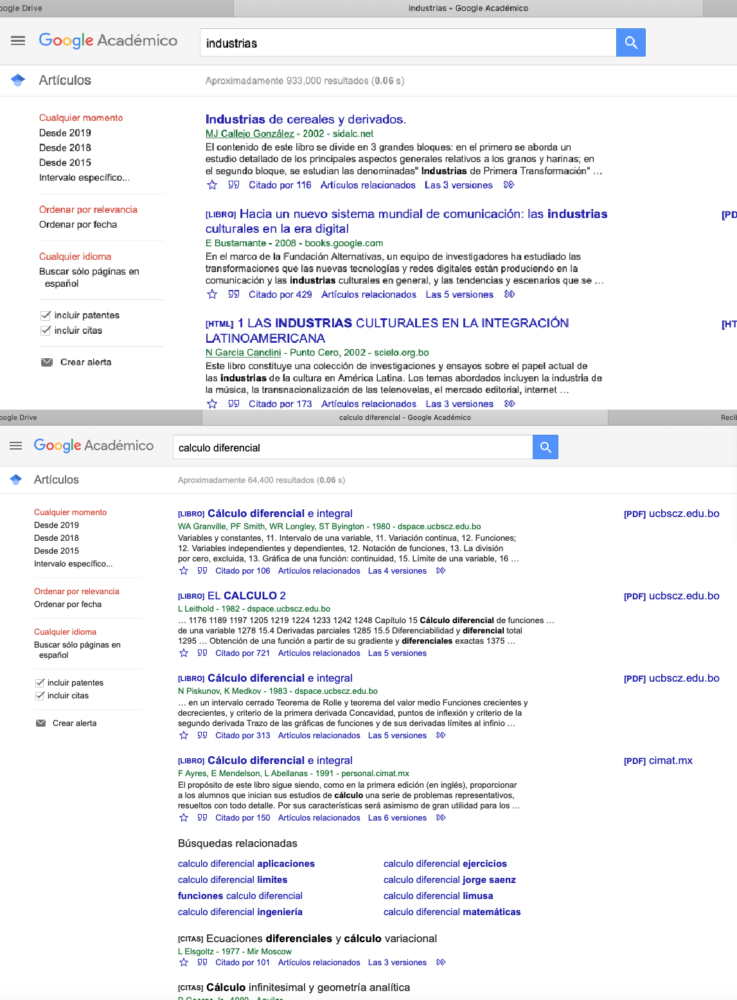 oogle Drive
industrias - Google Académico
Google Académico
industrias
Artículos
Aproximadamente 933,000 resultados (0.06 s)
Cualquier momento
Desde 2019
Desde 2018
Desde 2015
Intervalo específico...
Ordenar por relevancia
Ordenar por fecha
Cualquier idioma
Buscar sólo páginas en
español
incluir patentes
incluir citas
Crear alerta
Industrias de cereales y derivados.
MJ Callejo González - 2002 - sidalc.net
El contenido de este libro se divide en 3 grandes bloques: en el primero se aborda un
estudio detallado de los principales aspectos generales relativos a los granos y harinas; en
el segundo bloque, se estudian las denominadas" Industrias de Primera Transformación" ...
Citado por 116 Artículos relacionados Las 3 versiones
[LIBRO] Hacia un nuevo sistema mundial de comunicación: las industrias
culturales en la era digital
[PD
E Bustamante - 2008 - books.google.com
En el marco de la Fundación Alternativas, un equipo de investigadores ha estudiado las
transformaciones que las nuevas tecnologías y redes digitales están produciendo en la
comunicación y las industrias culturales en general, y las tendencias y escenarios que se ...
Citado por 429 Artículos relacionados Las 5 versiones
[HTML] 1 LAS INDUSTRIAS CULTURALES EN LA INTEGRACIÓN
LATINOAMERICANA
[HT
N García Canclini - Punto Cero, 2002 - scielo.org.bo
Este libro constituye una colección de investigaciones y ensayos sobre el papel actual de
las industrias de la cultura en América Latina. Los temas abordados incluyen la industria de
la música, la transnacionalización de las telenovelas, el mercado editorial, internet ...
Citado por 173 Artículos relacionados Las 3 versiones
oogle Drive
calculo diferencial - Google Académico
Recib
Google Académico
calculo diferencial
Artículos
Aproximadamente 64,400 resultados (0.06 s)
Cualquier momento
Desde 2019
Desde 2018
Desde 2015
Intervalo específico...
Ordenar por relevancia
Ordenar por fecha
Cualquier idioma
Buscar sólo páginas en
español
incluir patentes
incluir citas
Crear alerta
[LIBRO] Cálculo diferencial e integral
[PDF] ucbscz.edu.bo
WA Granville, PF Smith, WR Longley, ST Byington - 1980 - dspace.ucbscz.edu.bo
Variables y constantes, 11. Intervalo de una variable, 11. Variación continua, 12. Funciones;
12. Variables independientes y dependientes, 12. Notación de funciones, 13. La división
por cero, excluida, 13. Gráfica de una función: continuidad, 15. Límite de una variable, 16 ...
Citado por 106 Artículos relacionados Las 4 versiones
[LIBRO] EL CALCULO 2
[PDF] ucbscz.edu.bo
L Leithold - 1982 - dspace.ucbscz.edu.bo
... 1176 1189 1197 1205 1219 1224 1233 1242 1248 Capítulo 15 Cálculo diferencial de funciones ...
de una variable 1278 15.4 Derivadas parciales 1285 15.5 Diferenciabilidad y diferencial total
1295 ... Obtención de una función a partir de su gradiente y diferenciales exactas 1375 ...
Citado por 721 Artículos relacionados Las 5 versiones
[LIBRO] Cálculo diferencial e integral
[PDF] ucbscz.edu.bo
N Piskunov, K Medkov - 1983 - dspace.ucbscz.edu.bo
... en un intervalo cerrado Teorema de Rolle y teorema del valor medio Funciones crecientes y
decrecientes, y criterio de la primera derivada Concavidad, puntos de inflexión y criterio de la
segunda derivada Trazo de las gráficas de funciones y de sus derivadas límites al infinio ...
Citado por 313 Artículos relacionados Las 5 versiones
[LIBRO] Cálculo diferencial e integral
[PDF] cimat.mx
F Ayres, E Mendelson, L Abellanas - 1991 - personal.cimat.mx
El propósito de este libro sigue siendo, como en la primera edición (en inglés), proporcionar
a los alumnos que inician sus estudios de cálculo una serie de problemas representativos,
resueltos con todo detalle. Por sus características será asimismo de gran utilidad para los ...
Citado por 150 Artículos relacionados Las 6 versiones
Búsquedas relacionadas
calculo diferencial aplicaciones
calculo diferencial ejercicios
calculo diferencial limites
calculo diferencial jorge saenz
funciones calculo diferencial
calculo diferencial limusa
calculo diferencial ingeniería
calculo diferencial matemáticas
[CITAS] Ecuaciones diferenciales y cálculo variacional
L Elsgoltz - 1977 - Mir Moscow
Citado por 101 Artículos relacionados Las 3 versiones
[CITAS] Cálculo infinitesimal y geometría analítica